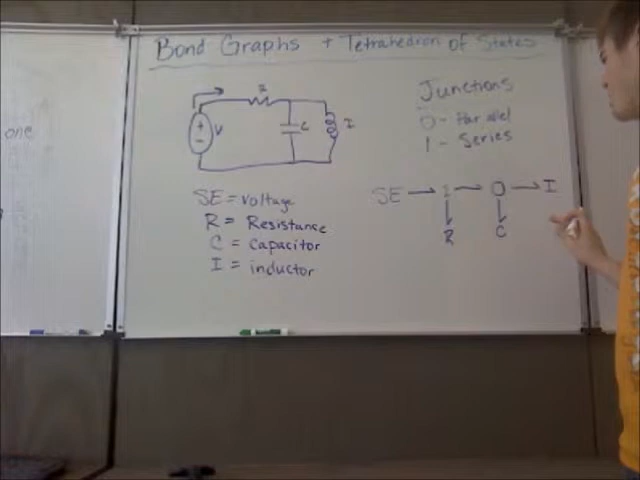 Bond Graphs + Tetrahedron of States
one
R
V
C
I
Junctions
0 - Parallel
1 - Series
SE = Voltage
R = Resistance
C = capacitor
I = inductor
SE → 1 → 0 → I
R
C